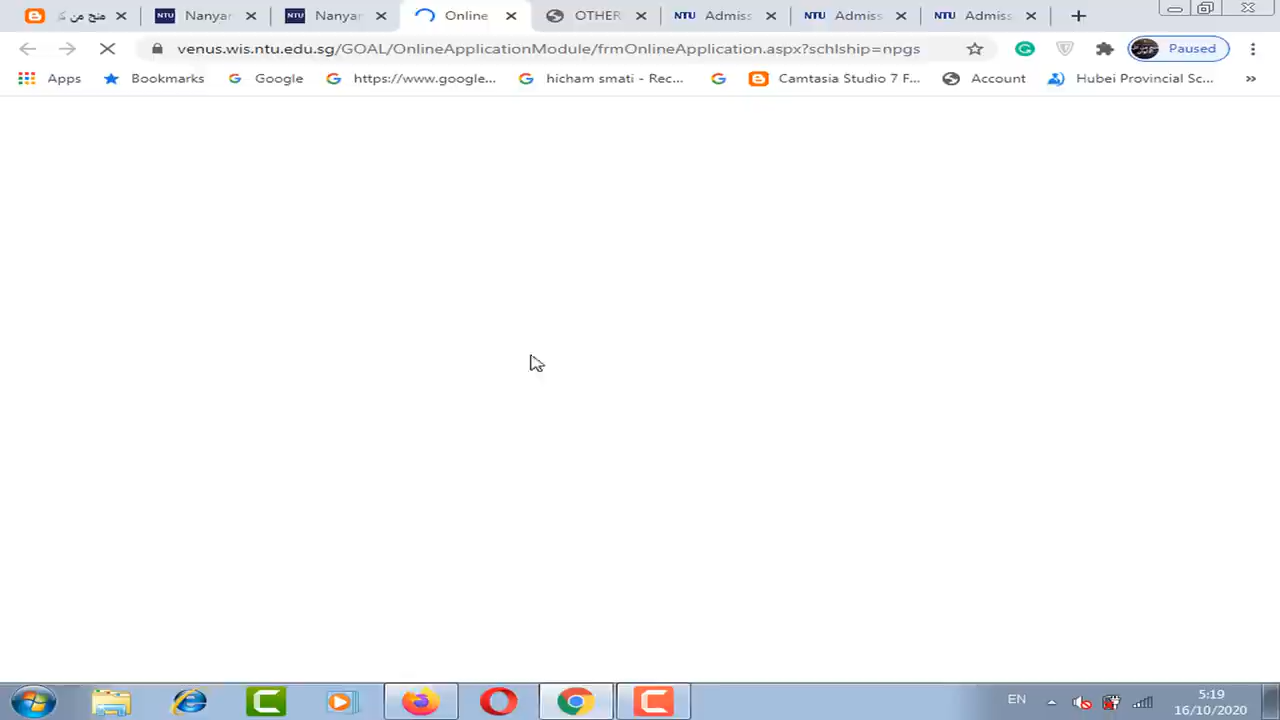 منح من ك
Nanyar
Nanyar
Online
OTHER
NTU Admiss
NTU Admiss
NTU Admiss
venus.wis.ntu.edu.sg/GOAL/OnlineApplicationModule/frmOnlineApplication.aspx?schlship=npgs
Paused
Apps
Bookmarks
Google
https://www.google...
hicham smati - Rec...
Camtasia Studio 7 F...
Account
Hubei Provincial Sc...
»
EN
5:19
16/10/2020